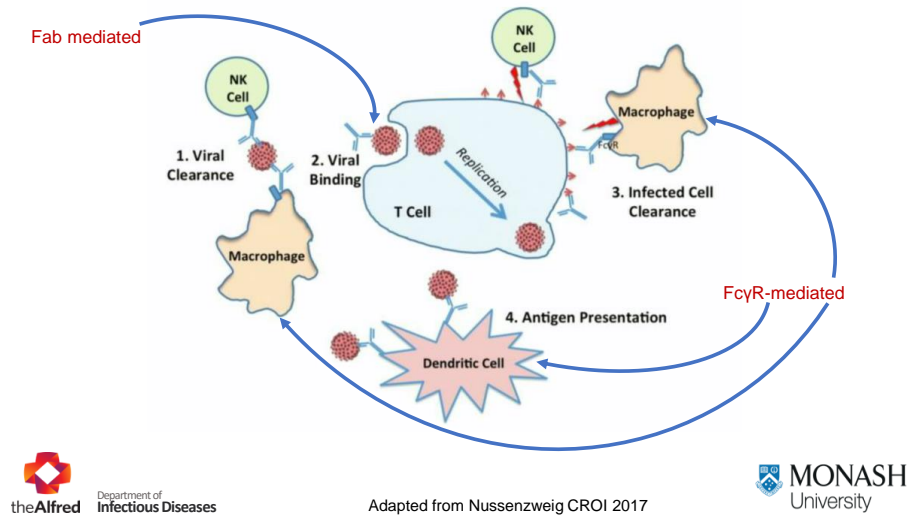 Fab mediated
NK
Cell
NK
Cell
Macrophage
FcγR
1. Viral
Clearance
2. Viral
Binding
Replication
T Cell
3. Infected Cell
Clearance
Macrophage
FcγR-mediated
4. Antigen Presentation
Dendritic Cell
theAlfred
Department of
Infectious Diseases
Adapted from Nussenzweig CROI 2017
MONASH
University